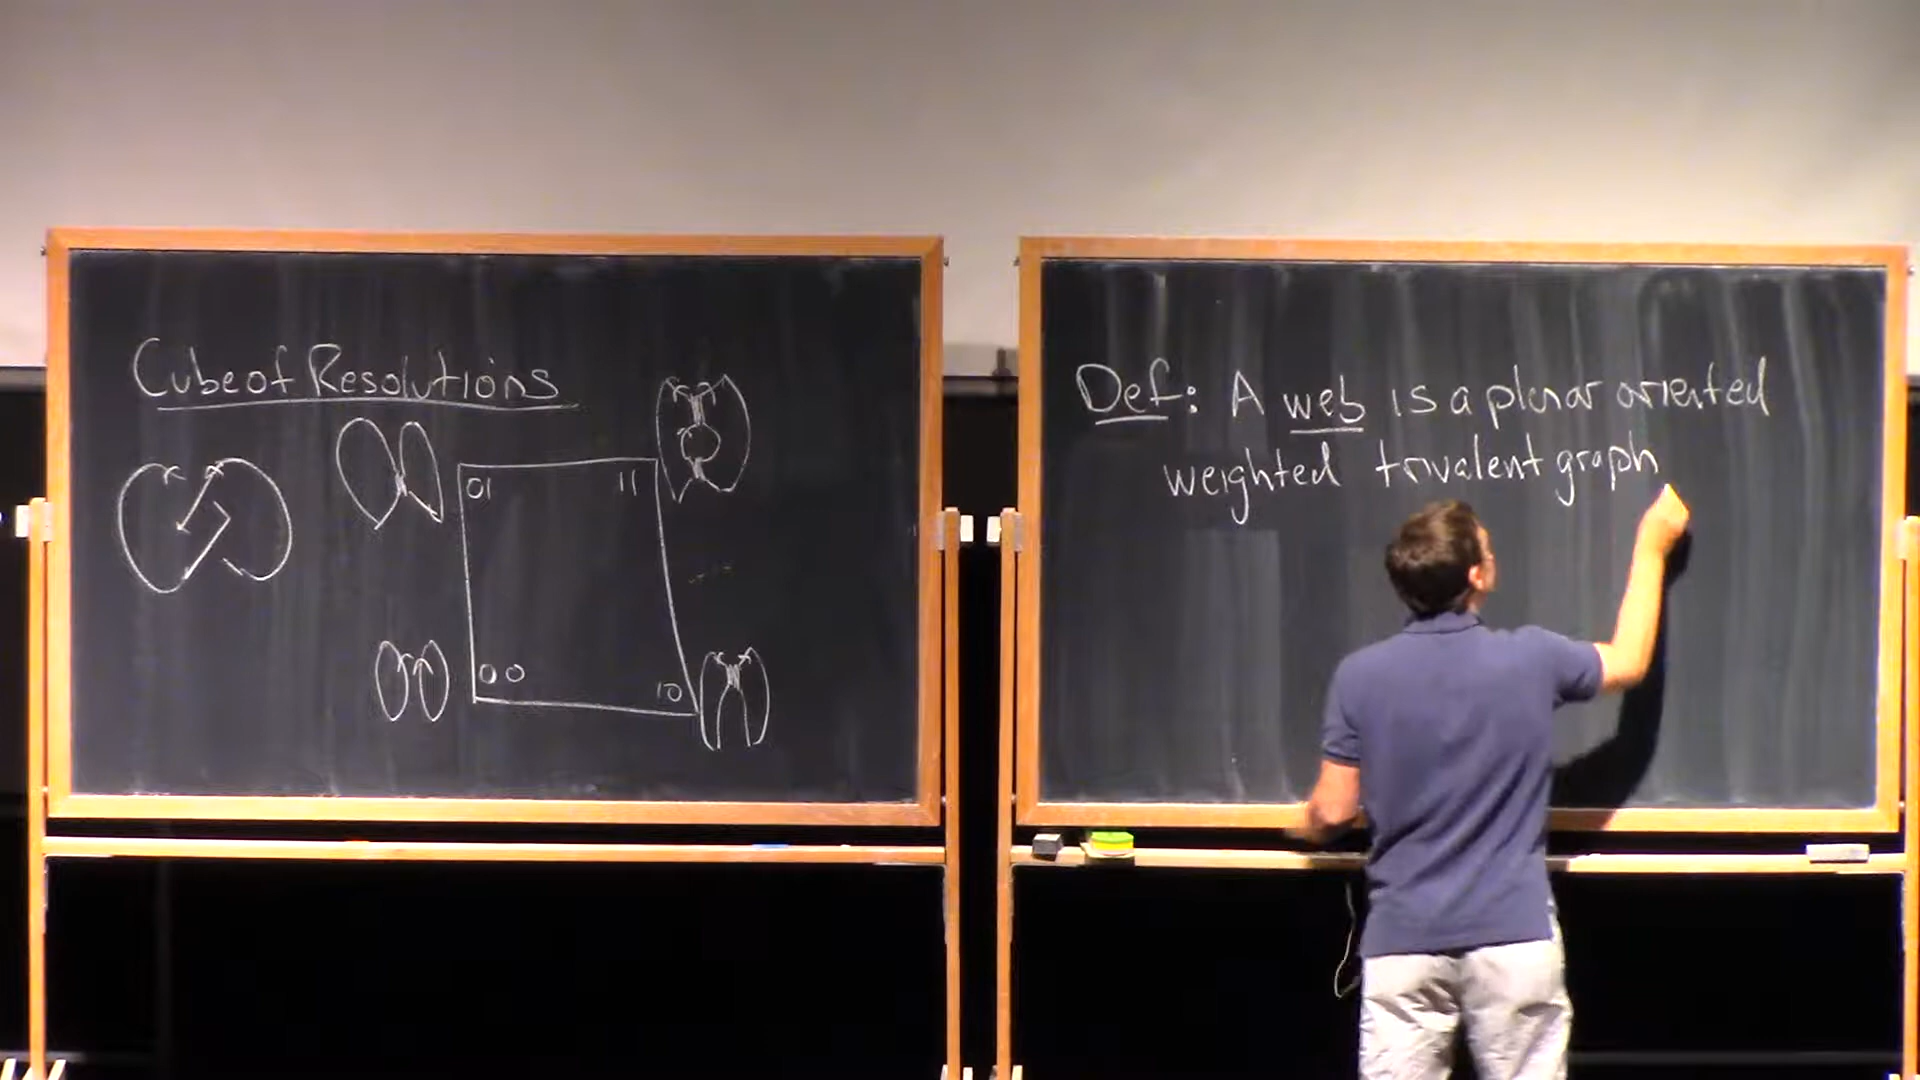 Cube of Resolutions
01
11
00
10
Def: A web is a planar oriented
weighted trivalent graph